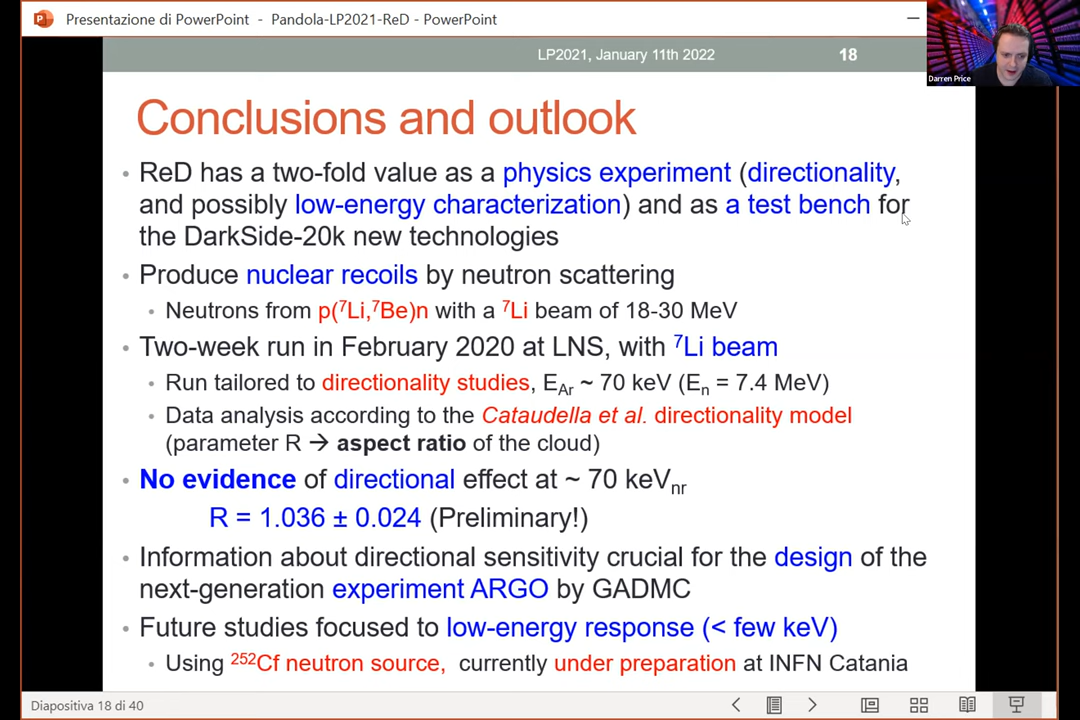 Presentazione di PowerPoint - Pandola-LP2021-ReD - PowerPoint
Darren Price
LP2021, January 11th 2022 18
Conclusions and outlook
• ReD has a two-fold value as a physics experiment (directionality,
and possibly low-energy characterization) and as a test bench for
the DarkSide-20k new technologies
• Produce nuclear recoils by neutron scattering
• Neutrons from p(⁷Li,⁷Be)n with a ⁷Li beam of 18-30 MeV
• Two-week run in February 2020 at LNS, with ⁷Li beam
• Run tailored to directionality studies, E_Ar ~ 70 keV (E_n = 7.4 MeV)
• Data analysis according to the Cataudella et al. directionality model
(parameter R → aspect ratio of the cloud)
• No evidence of directional effect at ~ 70 keV_nr
R = 1.036 ± 0.024 (Preliminary!)
• Information about directional sensitivity crucial for the design of the
next-generation experiment ARGO by GADMC
• Future studies focused to low-energy response (< few keV)
• Using ²⁵²Cf neutron source, currently under preparation at INFN Catania
Diapositiva 18 di 40